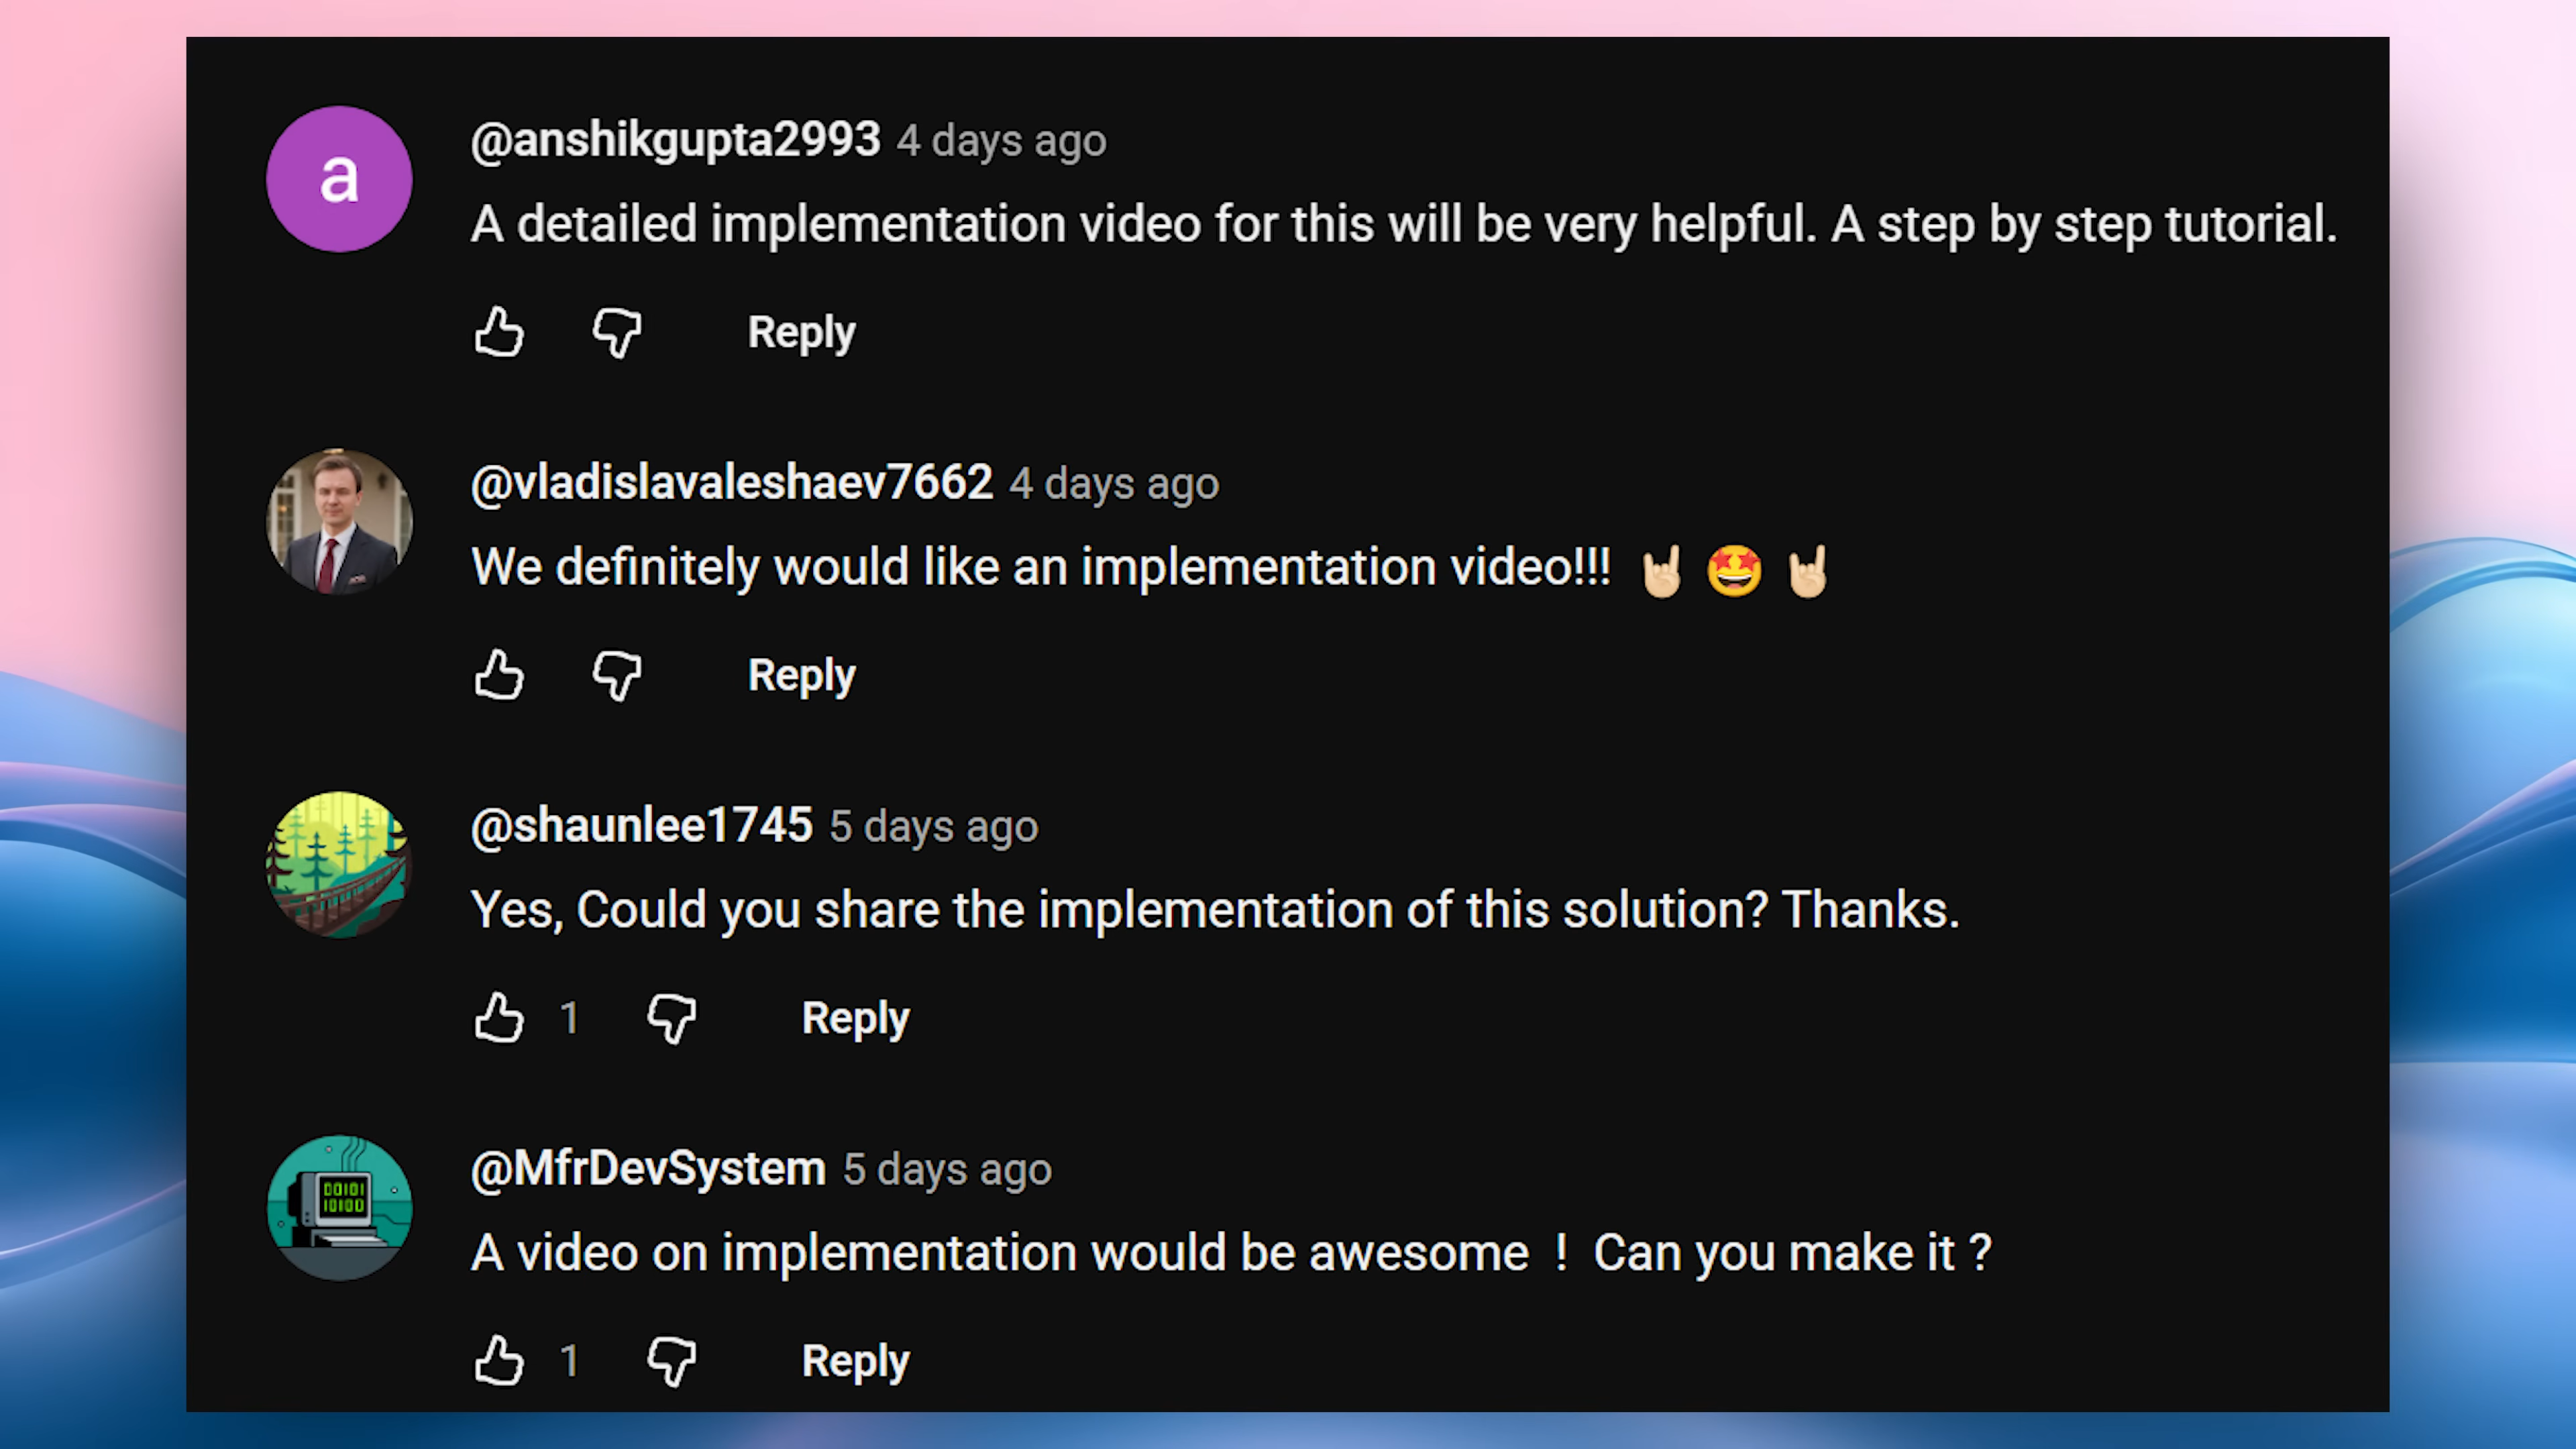 a
@anshikgupta2993 4 days ago
A detailed implementation video for this will be very helpful. A step by step tutorial.
Reply
@vladislavaleshaev7662 4 days ago
We definitely would like an implementation video!!! 🤘🏻 🤩 🤘🏻
Reply
@shaunlee1745 5 days ago
Yes, Could you share the implementation of this solution? Thanks.
1 Reply
00101
10100
@MfrDevSystem 5 days ago
A video on implementation would be awesome ! Can you make it ?
1 Reply